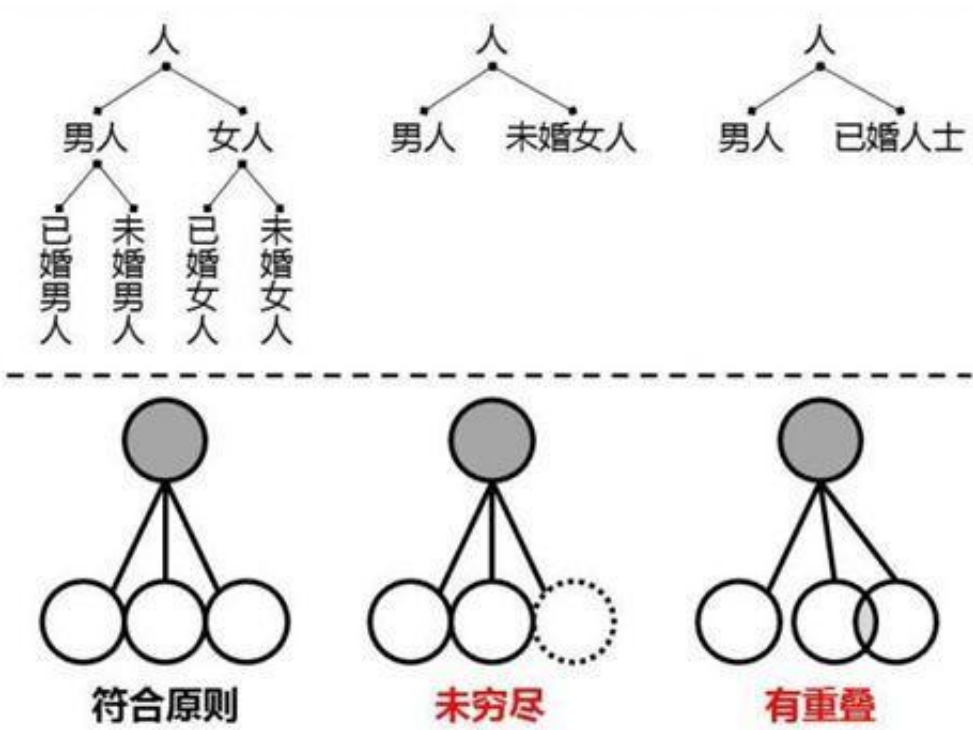 人
男人 女人
已婚男人 未婚男人 已婚女人 未婚女人
人
男人 未婚女人
人
男人 已婚人士
符合原则 未穷尽 有重叠